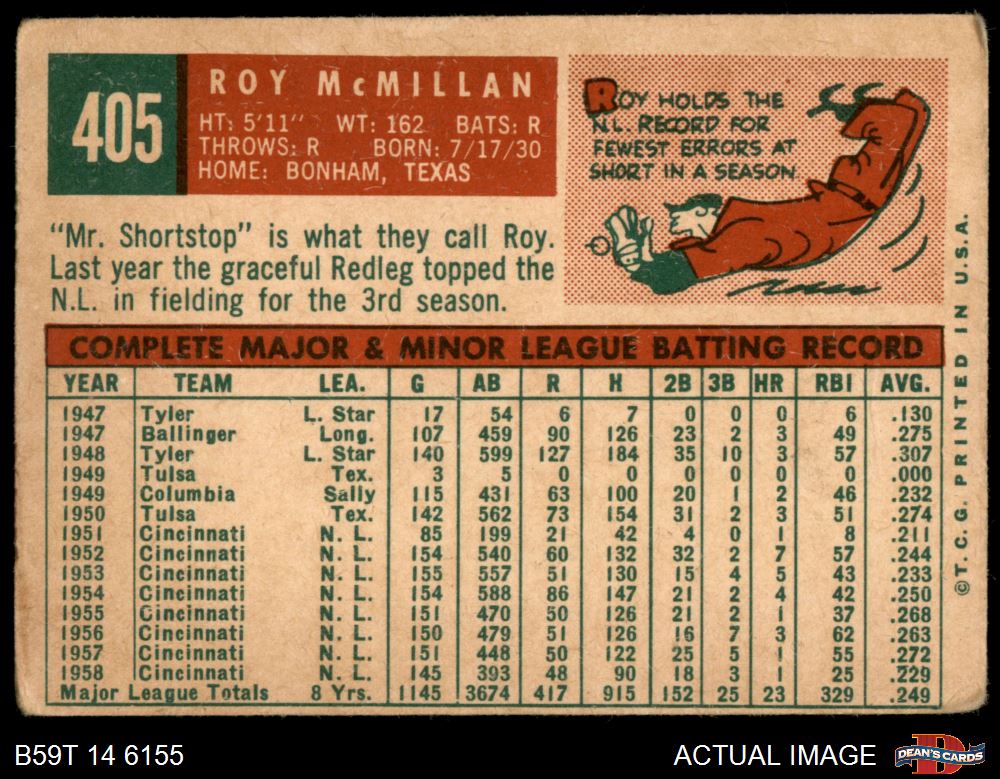 405
ROY McMILLAN
HT: 5'11" WT: 162 BATS: R
THROWS: R BORN: 7/17/30
HOME: BONHAM, TEXAS
ROY HOLDS THE
N.L. RECORD FOR
FEWEST ERRORS AT
SHORT IN A SEASON
"Mr. Shortstop" is what they call Roy.
Last year the graceful Redleg topped the
N.L. in fielding for the 3rd season.
COMPLETE MAJOR & MINOR LEAGUE BATTING RECORD
YEAR TEAM LEA. G AB R H 2B 3B HR RBI AVG.
1947 Tyler L. Star 17 54 6 7 0 0 0 6 .130
1947 Ballinger Long. 107 459 90 126 23 2 3 49 .275
1948 Tyler L. Star 140 599 127 184 35 10 3 57 .307
1949 Tulsa Tex. 3 5 0 0 0 0 0 0 .000
1949 Columbia Sally 115 431 63 100 20 1 2 46 .232
1950 Tulsa Tex. 142 562 73 154 31 2 3 51 .274
1951 Cincinnati N. L. 85 199 21 42 4 0 1 8 .211
1952 Cincinnati N. L. 154 540 60 132 32 2 7 57 .244
1953 Cincinnati N. L. 155 557 51 130 15 4 5 43 .233
1954 Cincinnati N. L. 154 588 86 147 21 2 4 42 .250
1955 Cincinnati N. L. 151 470 50 126 21 2 1 37 .268
1956 Cincinnati N. L. 150 479 51 126 16 7 3 62 .263
1957 Cincinnati N. L. 151 448 50 122 25 5 1 55 .272
1958 Cincinnati N. L. 145 393 48 90 18 3 1 25 .229
Major League Totals 8 Yrs. 1145 3674 417 915 152 25 23 329 .249
©T.C.G. PRINTED IN U.S.A.
B59T 14 6155
ACTUAL IMAGE
D
DEAN'S CARDS